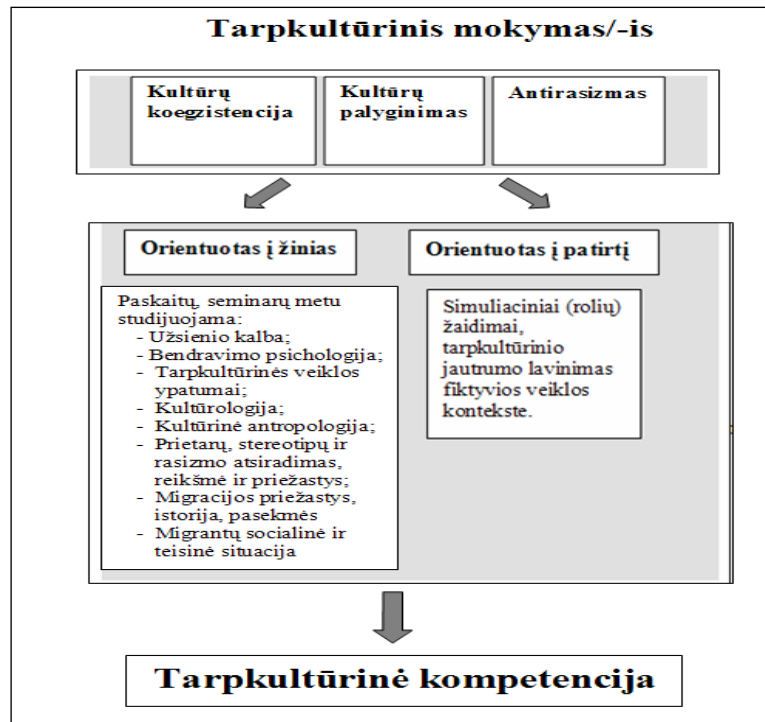 Tarpkultūrinis mokymas/-is
Kultūrų
koegzistencija
Kultūrų
palyginimas
Antirasizmas
Orientuotas į žinias
Paskaitų, seminarų metu
studijuojama:
- Užsienio kalba;
- Bendravimo psichologija;
- Tarpkultūrinės veiklos
ypatumai;
- Kultūrologija;
- Kultūrinė antropologija;
- Prietarų, stereotipų ir
rasizmo atsiradimas,
reikšmė ir priežastys;
- Migracijos priežastys,
istorija, pasekmės
- Migrantų socialinė ir
teisinė situacija
Orientuotas į patirtį
Simuliaciniai (rolių)
žaidimai,
tarpkultūrinio
jautrumo lavinimas
fiktyvios veiklos
kontekste.
Tarpkultūrinė kompetencija